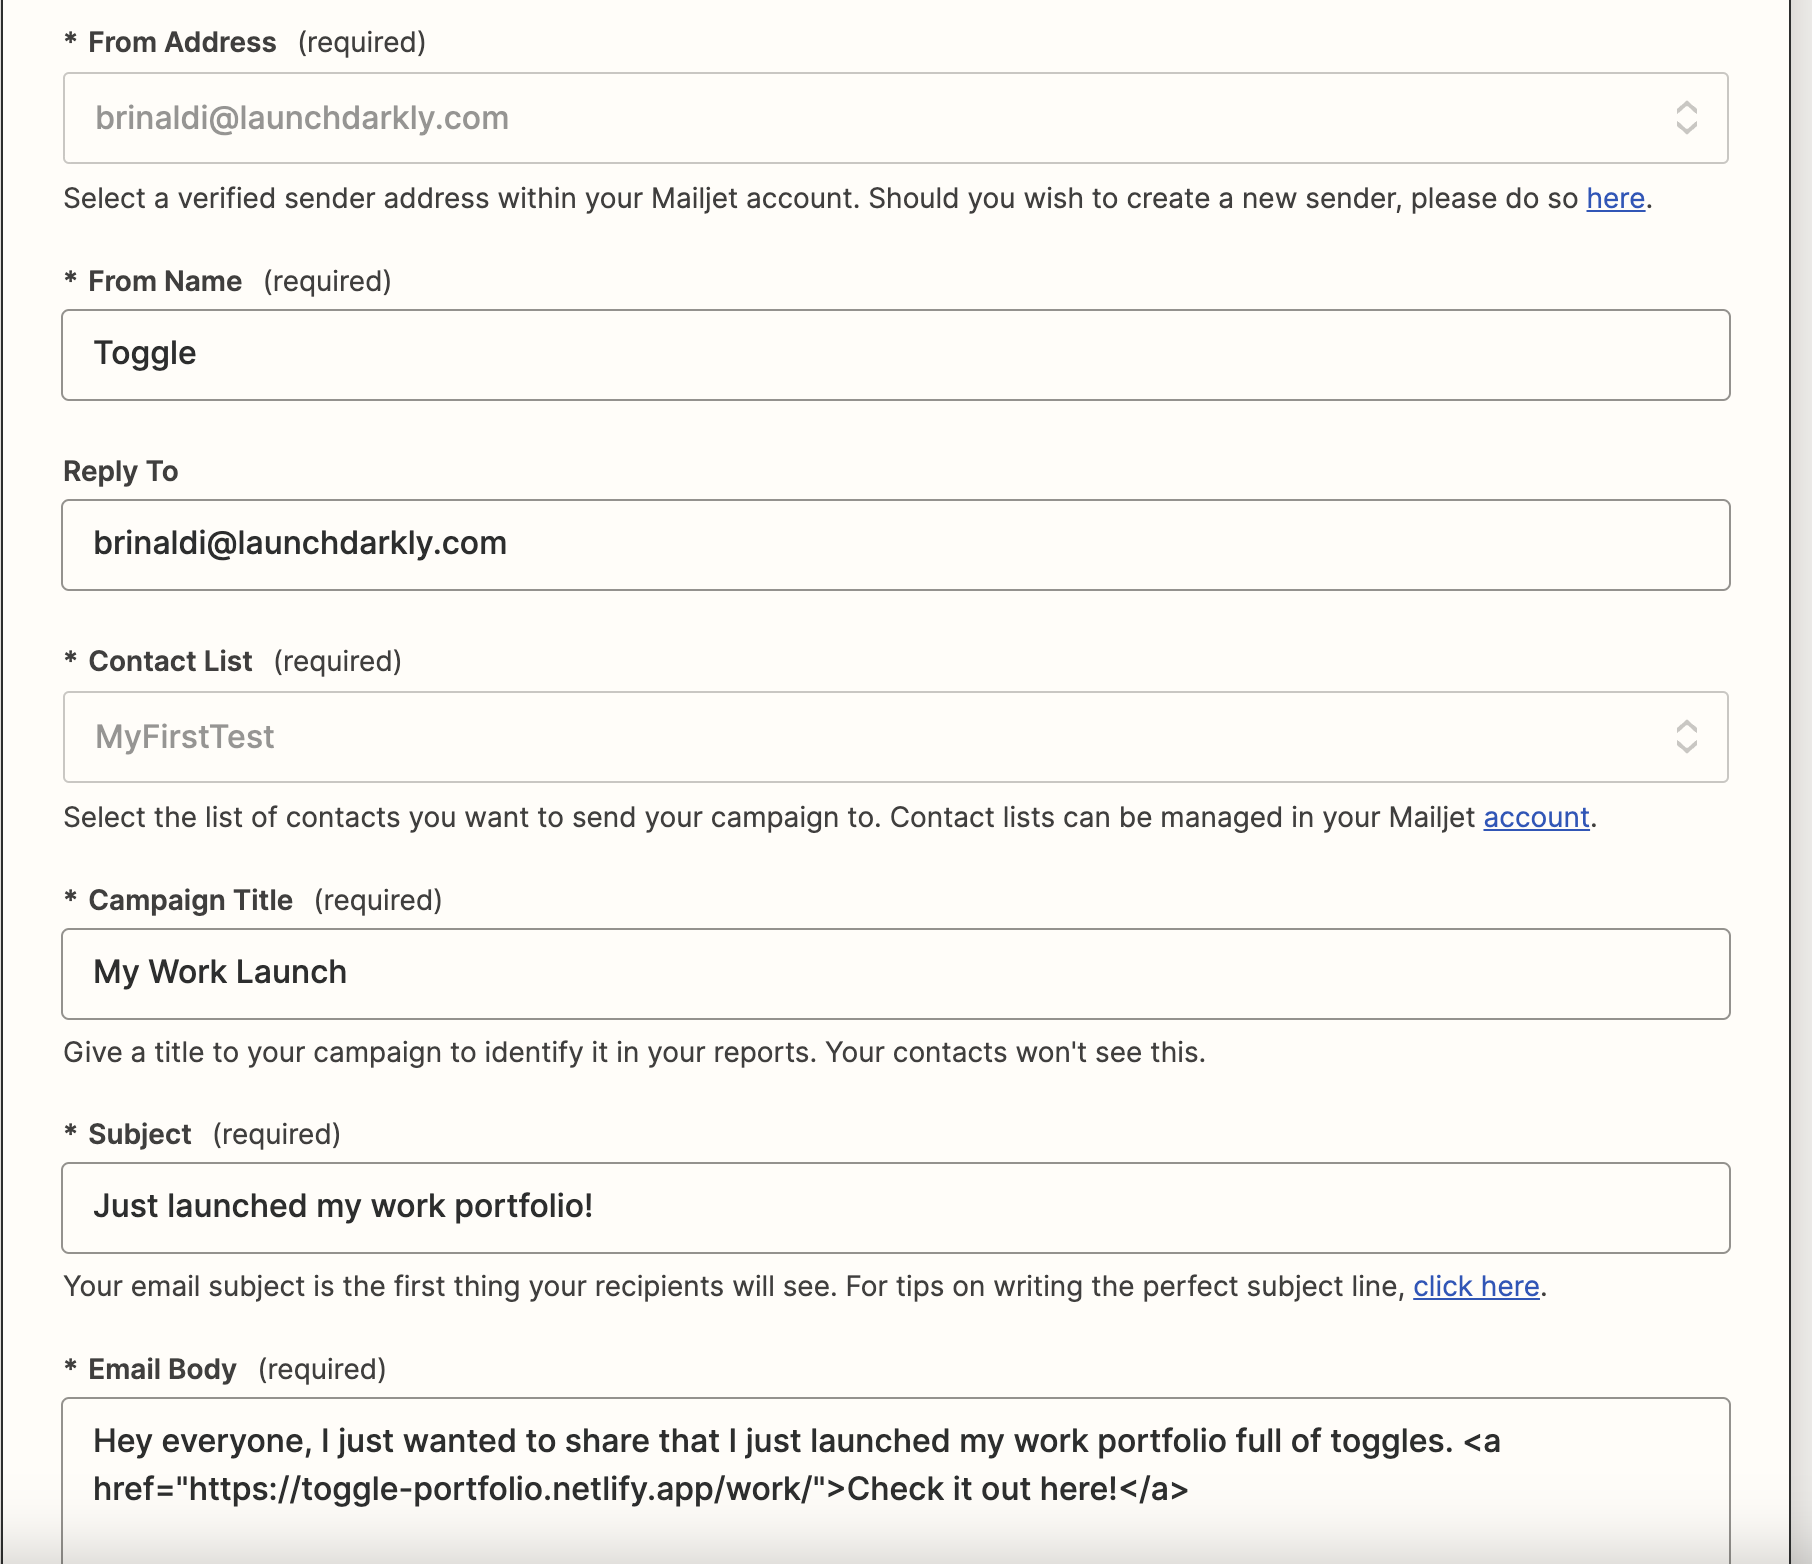 * From Address (required)
brinaldi@launchdarkly.com
Select a verified sender address within your Mailjet account. Should you wish to create a new sender, please do so here.
* From Name (required)
Toggle
Reply To
brinaldi@launchdarkly.com
* Contact List (required)
MyFirstTest
Select the list of contacts you want to send your campaign to. Contact lists can be managed in your Mailjet account.
* Campaign Title (required)
My Work Launch
Give a title to your campaign to identify it in your reports. Your contacts won't see this.
* Subject (required)
Just launched my work portfolio!
Your email subject is the first thing your recipients will see. For tips on writing the perfect subject line, click here.
* Email Body (required)
Hey everyone, I just wanted to share that I just launched my work portfolio full of toggles. <a
href="https://toggle-portfolio.netlify.app/work/">Check it out here!</a>